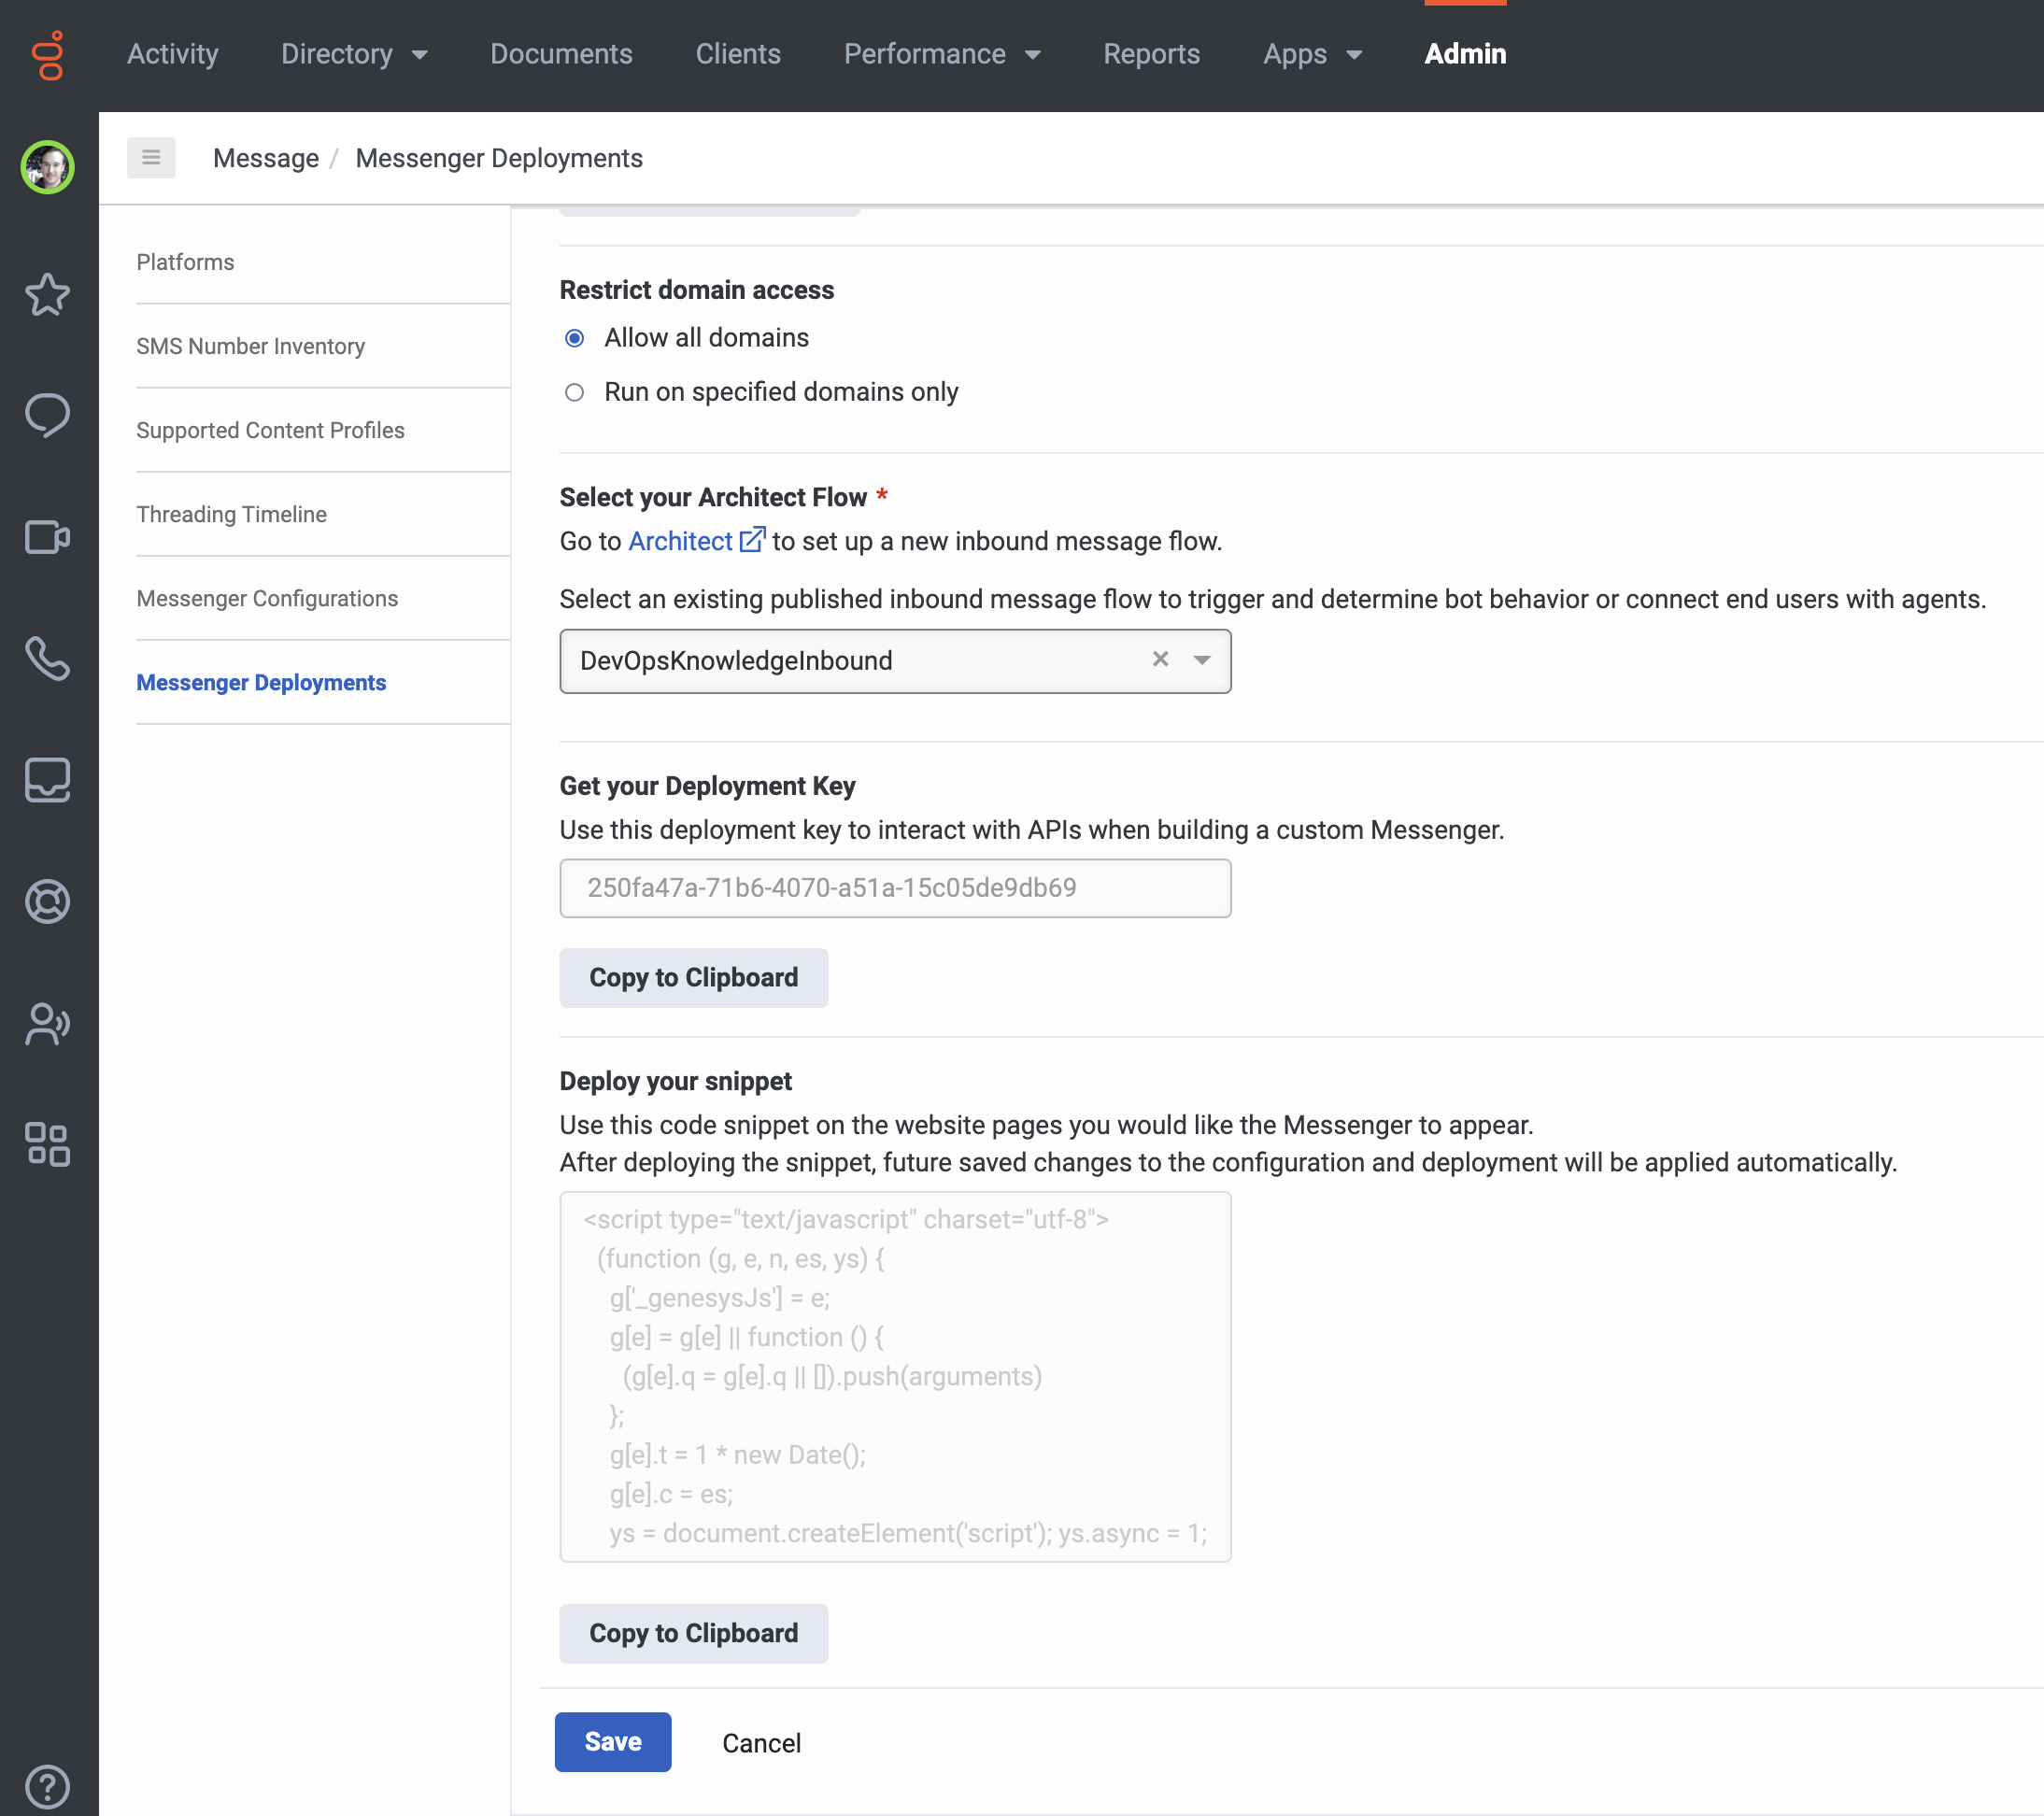 Activity Directory Documents Clients Performance Reports Apps Admin
Message / Messenger Deployments
Platforms
SMS Number Inventory
Supported Content Profiles
Threading Timeline
Messenger Configurations
Messenger Deployments
Restrict domain access
Allow all domains
Run on specified domains only
Select your Architect Flow *
Go to Architect to set up a new inbound message flow.
Select an existing published inbound message flow to trigger and determine bot behavior or connect end users with agents.
DevOpsKnowledgeInbound
Get your Deployment Key
Use this deployment key to interact with APIs when building a custom Messenger.
250fa47a-71b6-4070-a51a-15c05de9db69
Copy to Clipboard
Deploy your snippet
Use this code snippet on the website pages you would like the Messenger to appear.
After deploying the snippet, future saved changes to the configuration and deployment will be applied automatically.
<script type="text/javascript" charset="utf-8">
(function (g, e, n, es, ys) {
g['_genesysJs'] = e;
g[e] = g[e] || function () {
(g[e].q = g[e].q || []).push(arguments)
};
g[e].t = 1 * new Date();
g[e].c = es;
ys = document.createElement('script'); ys.async = 1;
Copy to Clipboard
Save Cancel